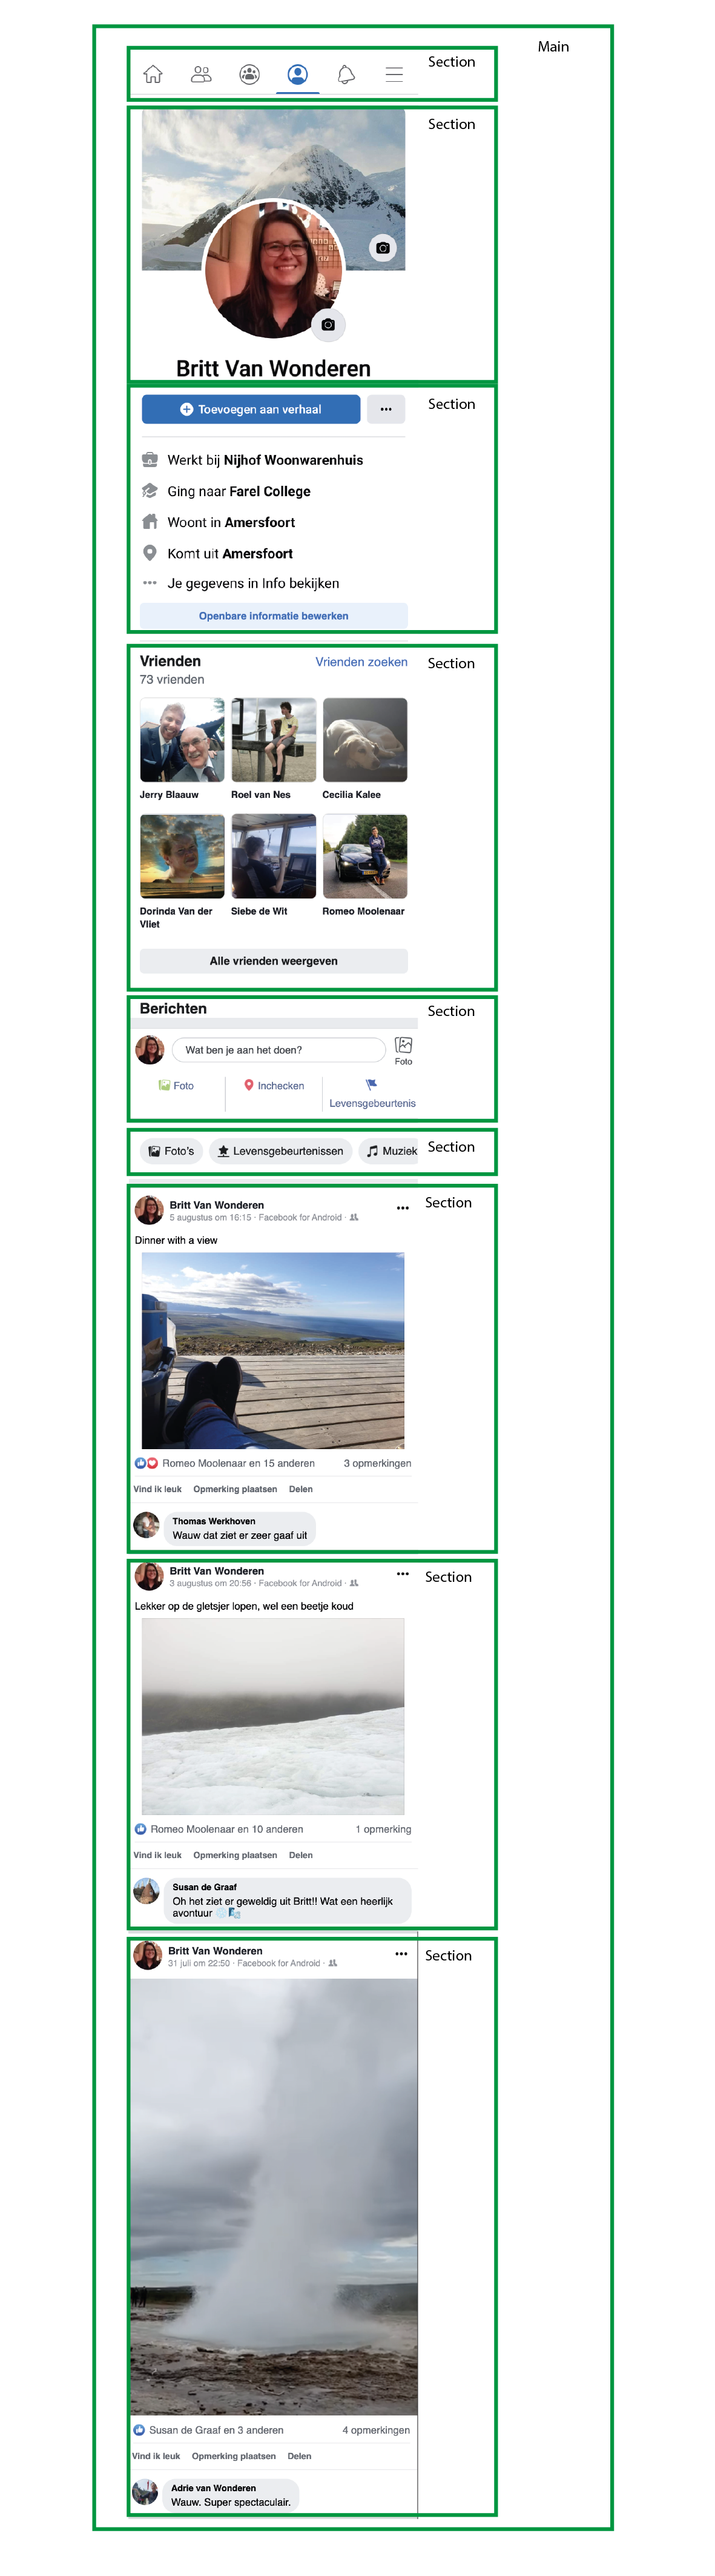 Main
Section
Section
Britt Van Wonderen
Section
Toevoegen aan verhaal
Werkt bij Nijhof Woonwarenhuis
Ging naar Farel College
Woont in Amersfoort
Komt uit Amersfoort
Je gegevens in Info bekijken
Openbare informatie bewerken
Section
Vrienden
Vrienden zoeken
73 vrienden
Jerry Blaauw
Roel van Nes
Cecilia Kalee
Dorinda Van der
Vliet
Siebe de Wit
Romeo Moolenaar
Alle vrienden weergeven
Section
Berichten
Wat ben je aan het doen?
Foto
Foto
Inchecken
Levensgebeurtenis
Section
Foto's
Levensgebeurtenissen
Muziek
Section
Britt Van Wonderen
5 augustus om 16:15 · Facebook for Android ·
Dinner with a view
Romeo Moolenaar en 15 anderen
3 opmerkingen
Vind ik leuk
Opmerking plaatsen
Delen
Thomas Werkhoven
Wauw dat ziet er zeer gaaf uit
Section
Britt Van Wonderen
3 augustus om 20:56 · Facebook for Android ·
Lekker op de gletsjer lopen, wel een beetje koud
Romeo Moolenaar en 10 anderen
1 opmerking
Vind ik leuk
Opmerking plaatsen
Delen
Susan de Graaf
Oh het ziet er geweldig uit Britt!! Wat een heerlijk
avontuur
Section
Britt Van Wonderen
31 juli om 22:50 · Facebook for Android ·
Susan de Graaf en 3 anderen
4 opmerkingen
Vind ik leuk
Opmerking plaatsen
Delen
Adrie van Wonderen
Wauw. Super spectaculair.